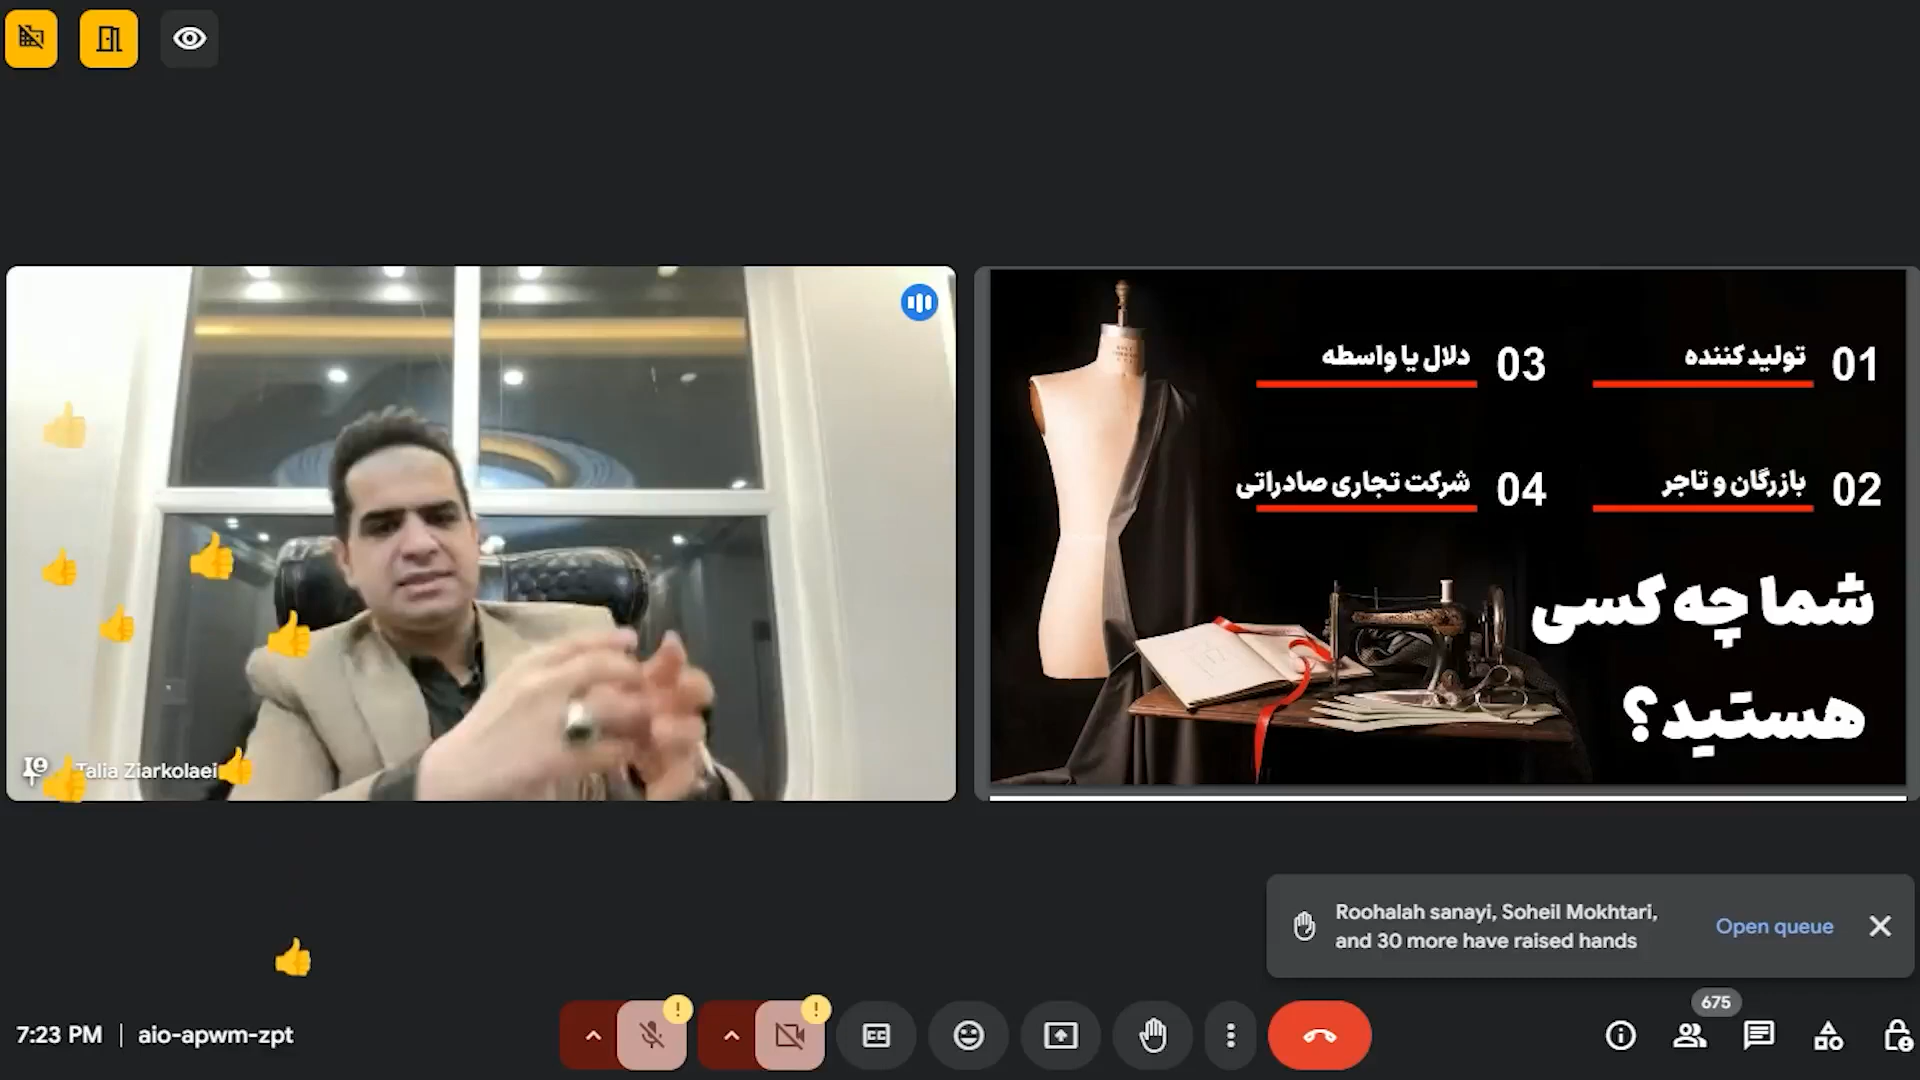 Talia Ziarkolaei
01 تولید کننده
03 دلال یا واسطه
02 بازرگان و تاجر
04 شرکت تجاری صادراتی
شما چه کسی
هستید؟
Roohalah sanayi, Soheil Mokhtari,
and 30 more have raised hands
Open queue
675
7:23 PM | aio-apwm-zpt